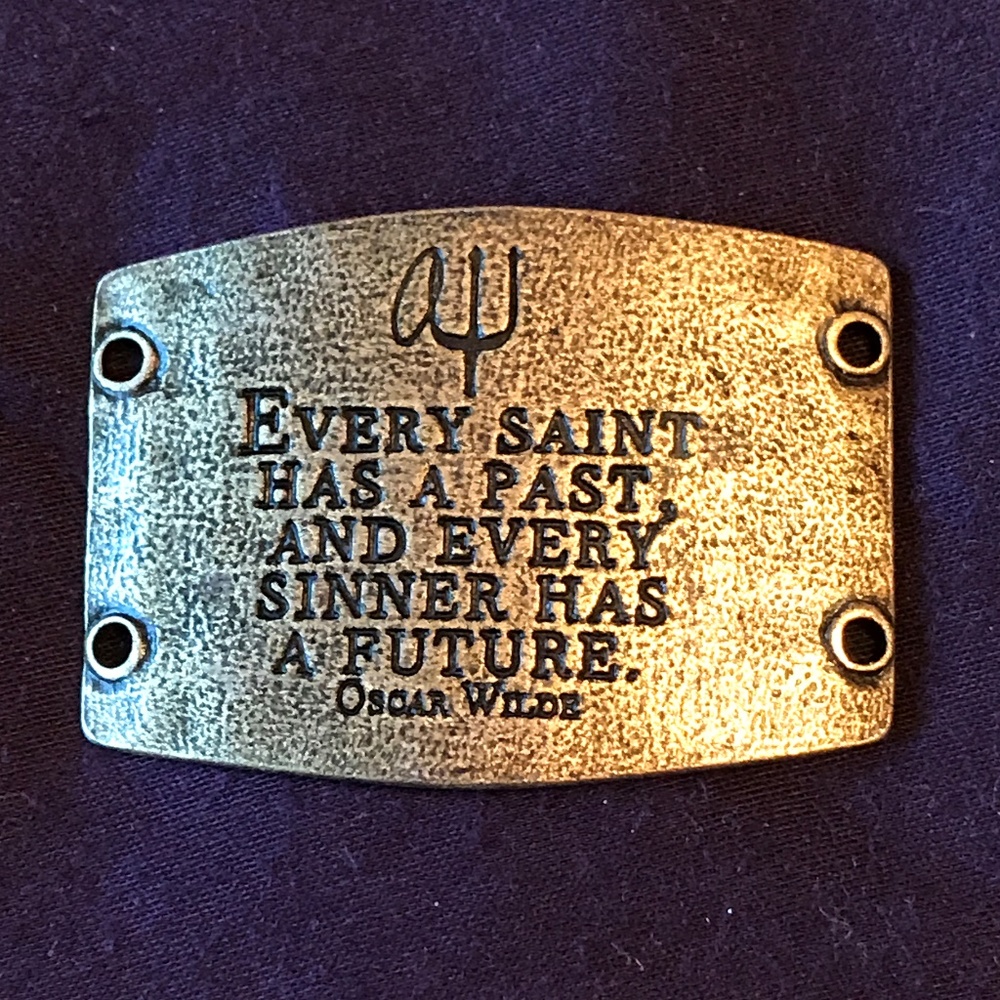 EVERY SAINT
HAS A PAST,
AND EVERY
SINNER HAS
A FUTURE.
OSCAR WILDE